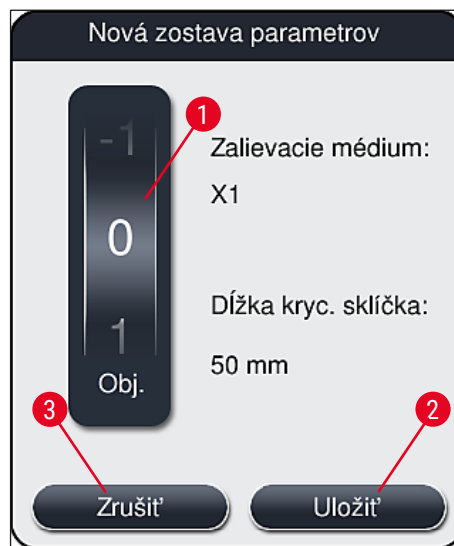 Nová zostava parametrov
-1
0
1
Obj.
1
Zalievacie médium:
X1
Dĺžka kryc. sklíčka:
50 mm
3
2
Zrušiť
Uložiť